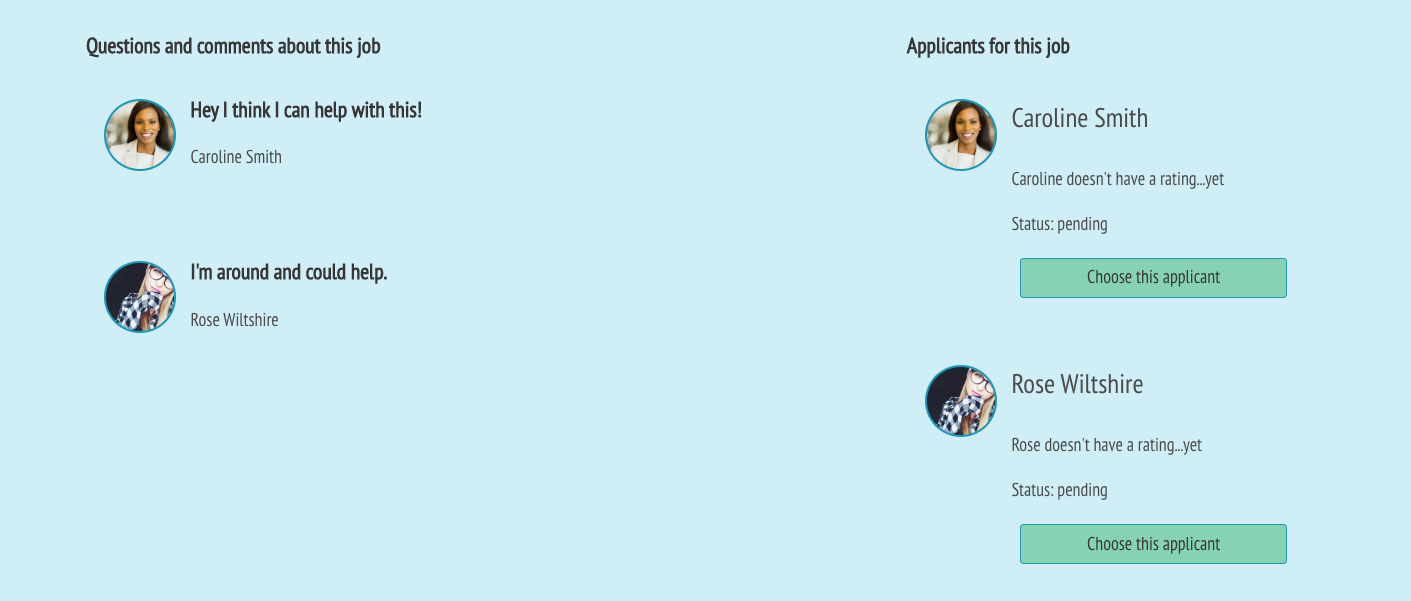 Questions and comments about this job
Hey I think I can help with this!
Caroline Smith
I'm around and could help.
Rose Wiltshire
Applicants for this job
Caroline Smith
Caroline doesn't have a rating...yet
Status: pending
Choose this applicant
Rose Wiltshire
Rose doesn't have a rating...yet
Status: pending
Choose this applicant